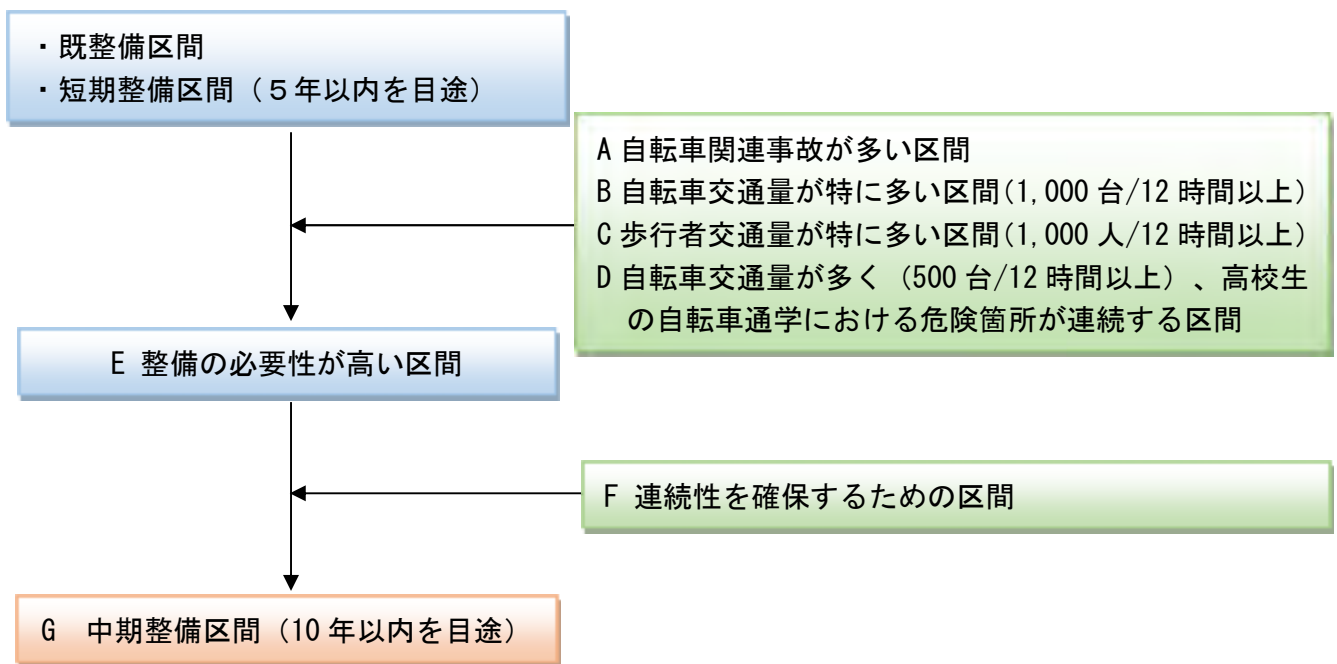 ・既整備区間
・短期整備区間（５年以内を目途）
A 自転車関連事故が多い区間
B 自転車交通量が特に多い区間(1,000 台/12 時間以上)
C 歩行者交通量が特に多い区間(1,000 人/12 時間以上)
D 自転車交通量が多く（500 台/12 時間以上）、高校生
の自転車通学における危険箇所が連続する区間
E 整備の必要性が高い区間
F 連続性を確保するための区間
G　中期整備区間（10 年以内を目途）